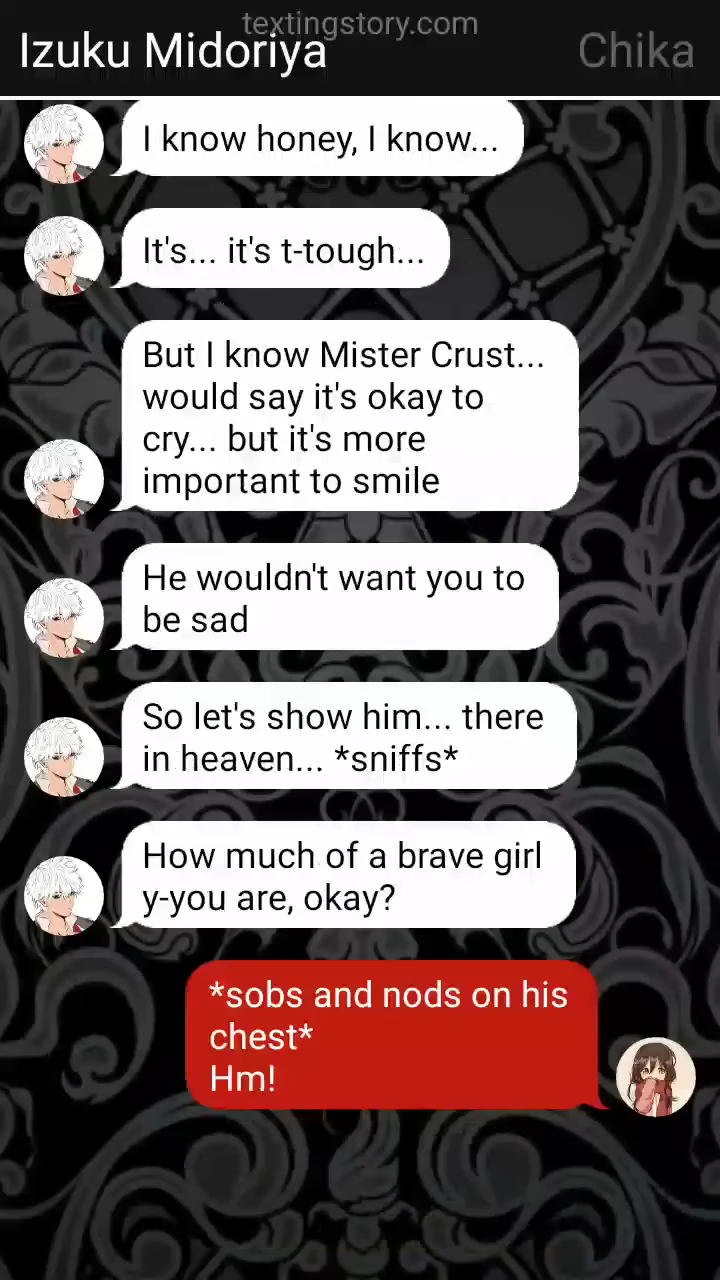 textingstory.com
Izuku Midoriya
Chika
I know honey, I know...
It's... it's t-tough...
But I know Mister Crust...
would say it's okay to
cry... but it's more
important to smile
He wouldn't want you to
be sad
So let's show him... there
in heaven... *sniffs*
How much of a brave girl
y-you are, okay?
*sobs and nods on his
chest*
Hm!